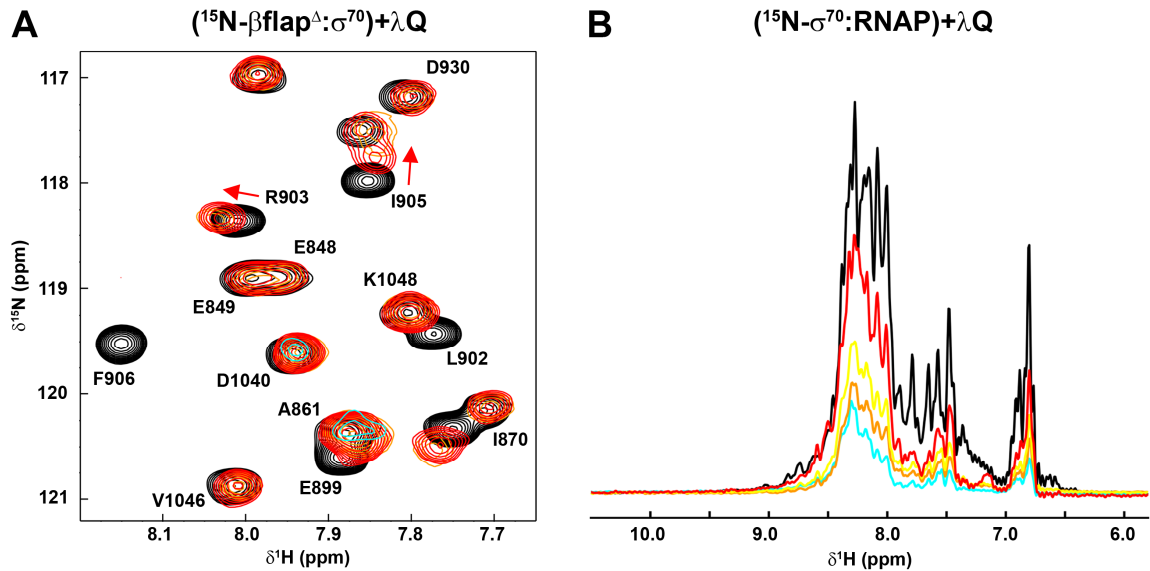 A
(¹⁵N-βflap^Δ:σ⁷⁰)+λQ
117
118
119
120
121
δ¹⁵N (ppm)
D930
R903
I905
E848
E849
K1048
F906
L902
D1040
A861
I870
E899
V1046
8.1
8.0
7.9
7.8
7.7
δ¹H (ppm)
B
(¹⁵N-σ⁷⁰:RNAP)+λQ
10.0
9.0
8.0
7.0
6.0
δ¹H (ppm)